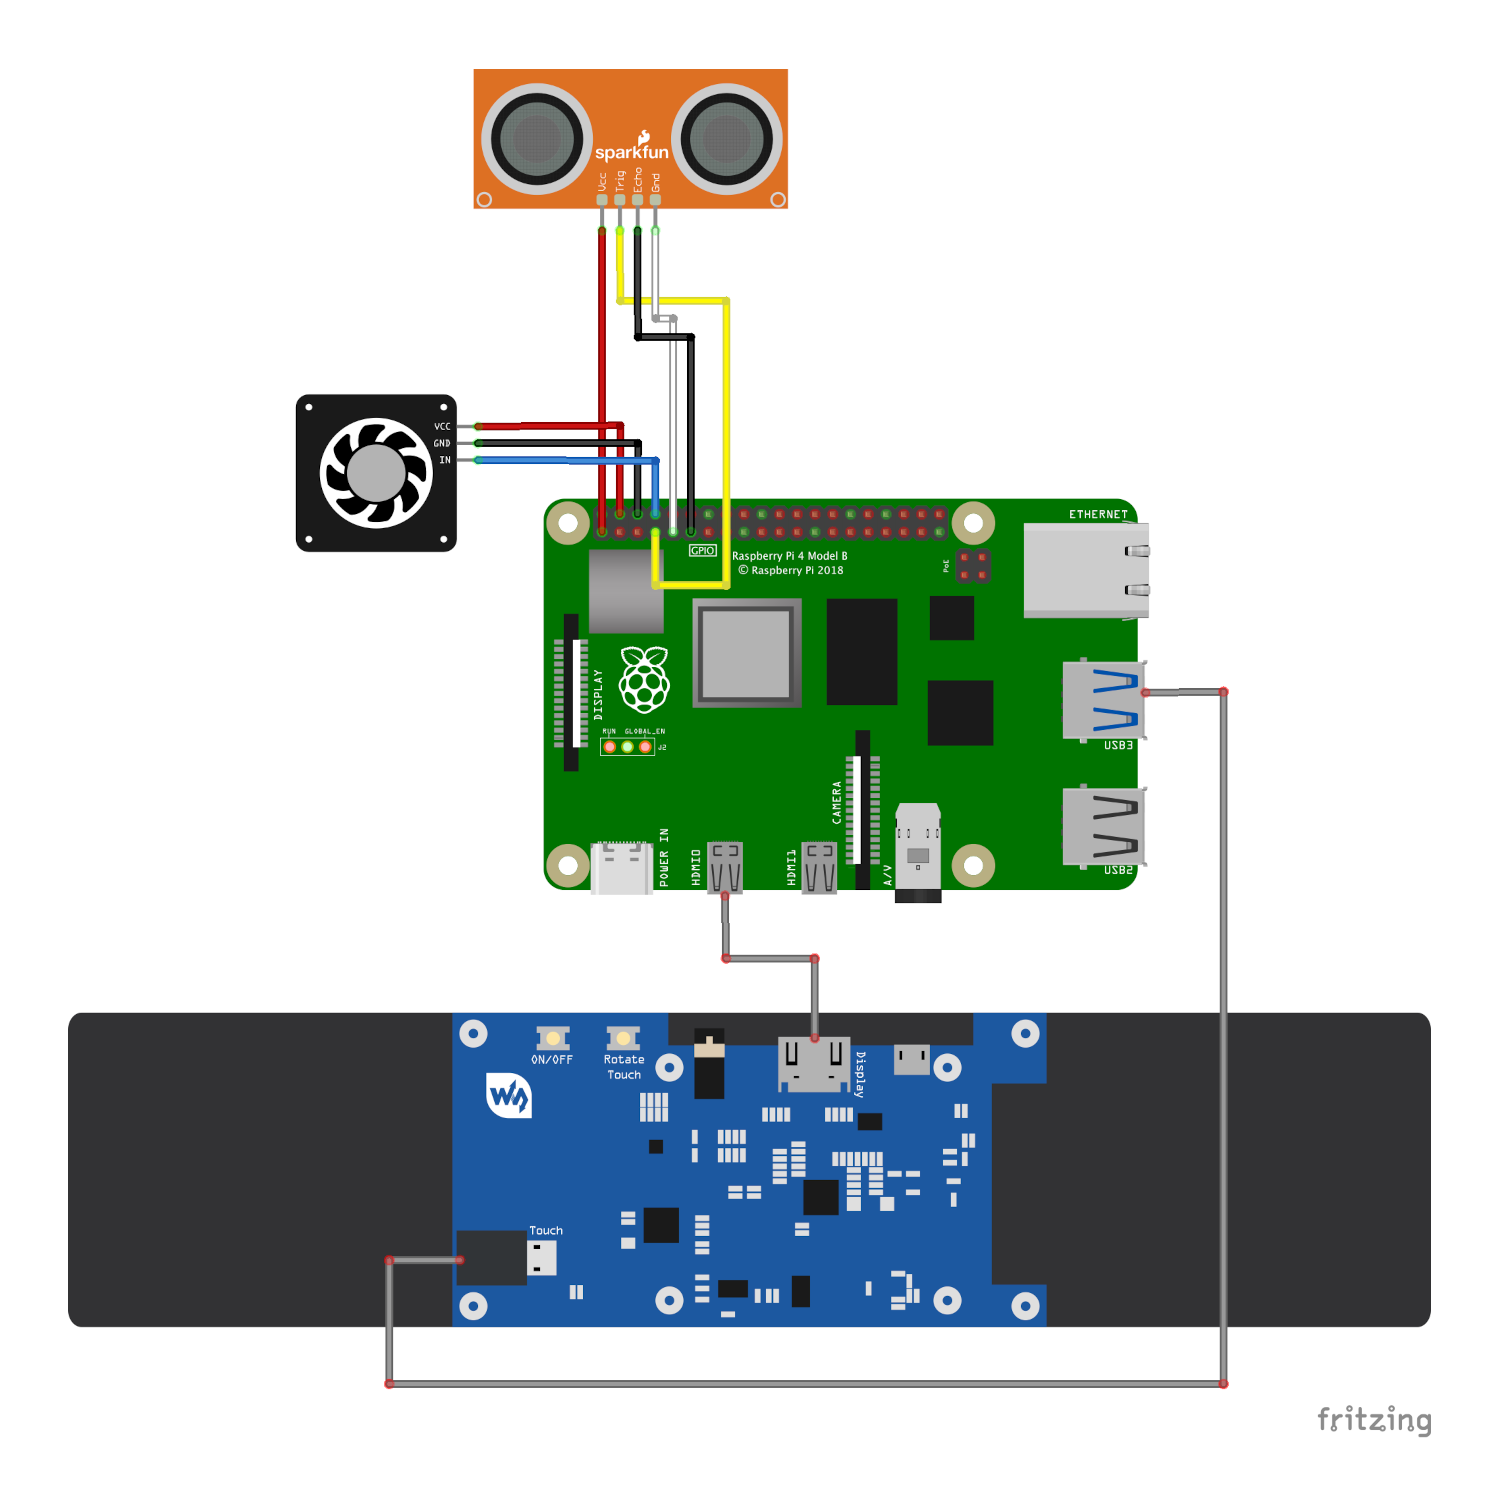 sparkfun
Vcc
Trig
Echo
Gnd
VCC
GND
IN
ETHERNET
GPIO
Raspberry Pi 4 Model B
© Raspberry Pi 2018
PoE
DISPLAY
RUN GLOBAL_EN
J2
USB3
CAMERA
POWER IN
HDMI0
HDMI1
A/V
USB2
ON/OFF
Rotate
Touch
Display
Touch
fritzing